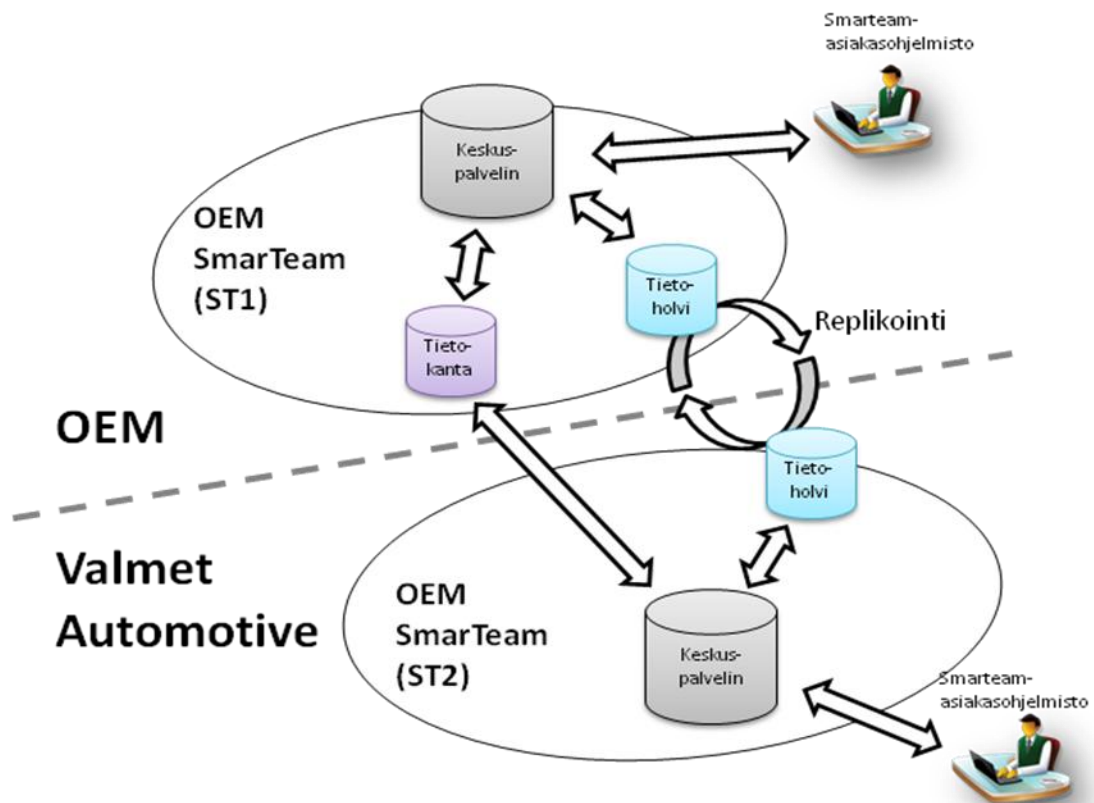 Smarteam-
asiakasohjelmisto
Keskus-
palvelin
OEM
SmarTeam
(ST1)
Tieto-
holvi
Replikointi
Tieto-
kanta
OEM
Tieto-
holvi
Valmet
Automotive
OEM
SmarTeam
(ST2)
Keskus-
palvelin
Smarteam-
asiakasohjelmisto